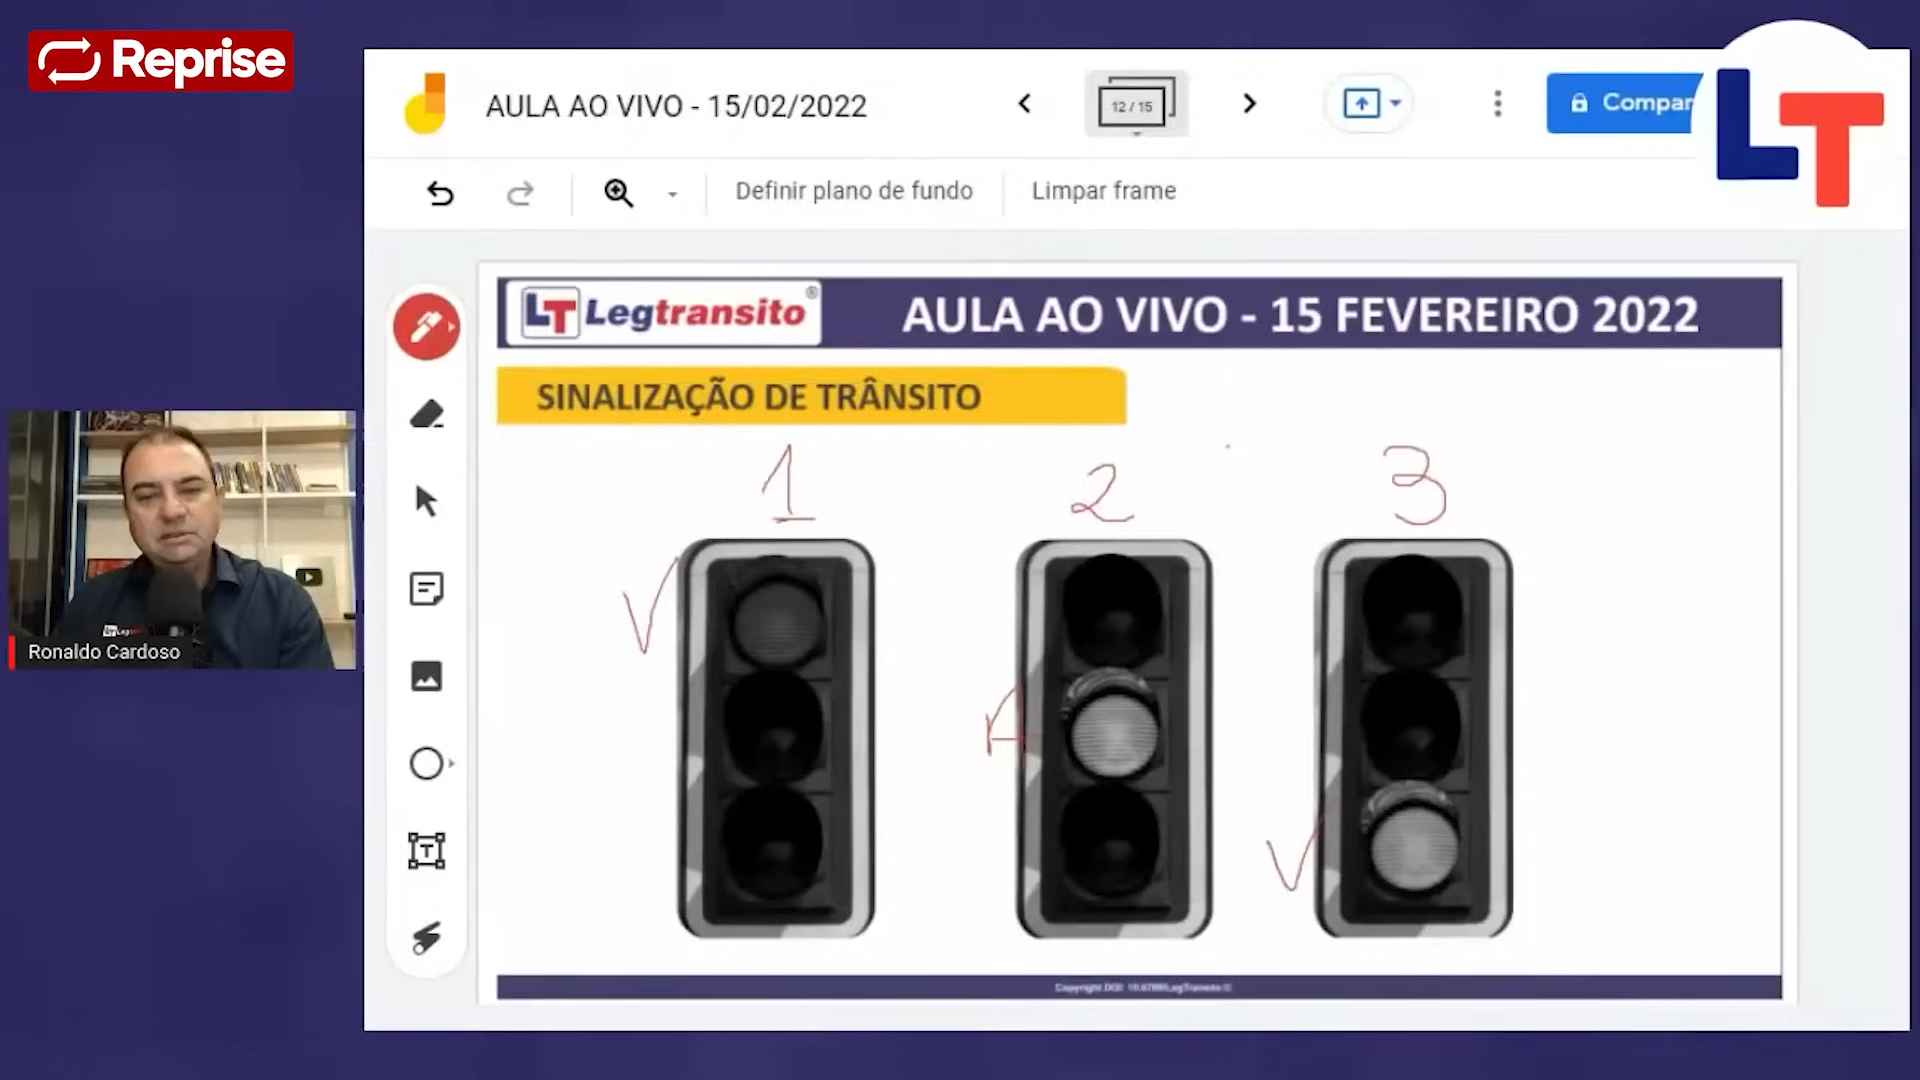 Reprise
AULA AO VIVO - 15/02/2022
12 / 15
Compar
LT
Definir plano de fundo
Limpar frame
LT Legtransito®
AULA AO VIVO - 15 FEVEREIRO 2022
SINALIZAÇÃO DE TRÂNSITO
1
2
3
V
A
V
Ronaldo Cardoso